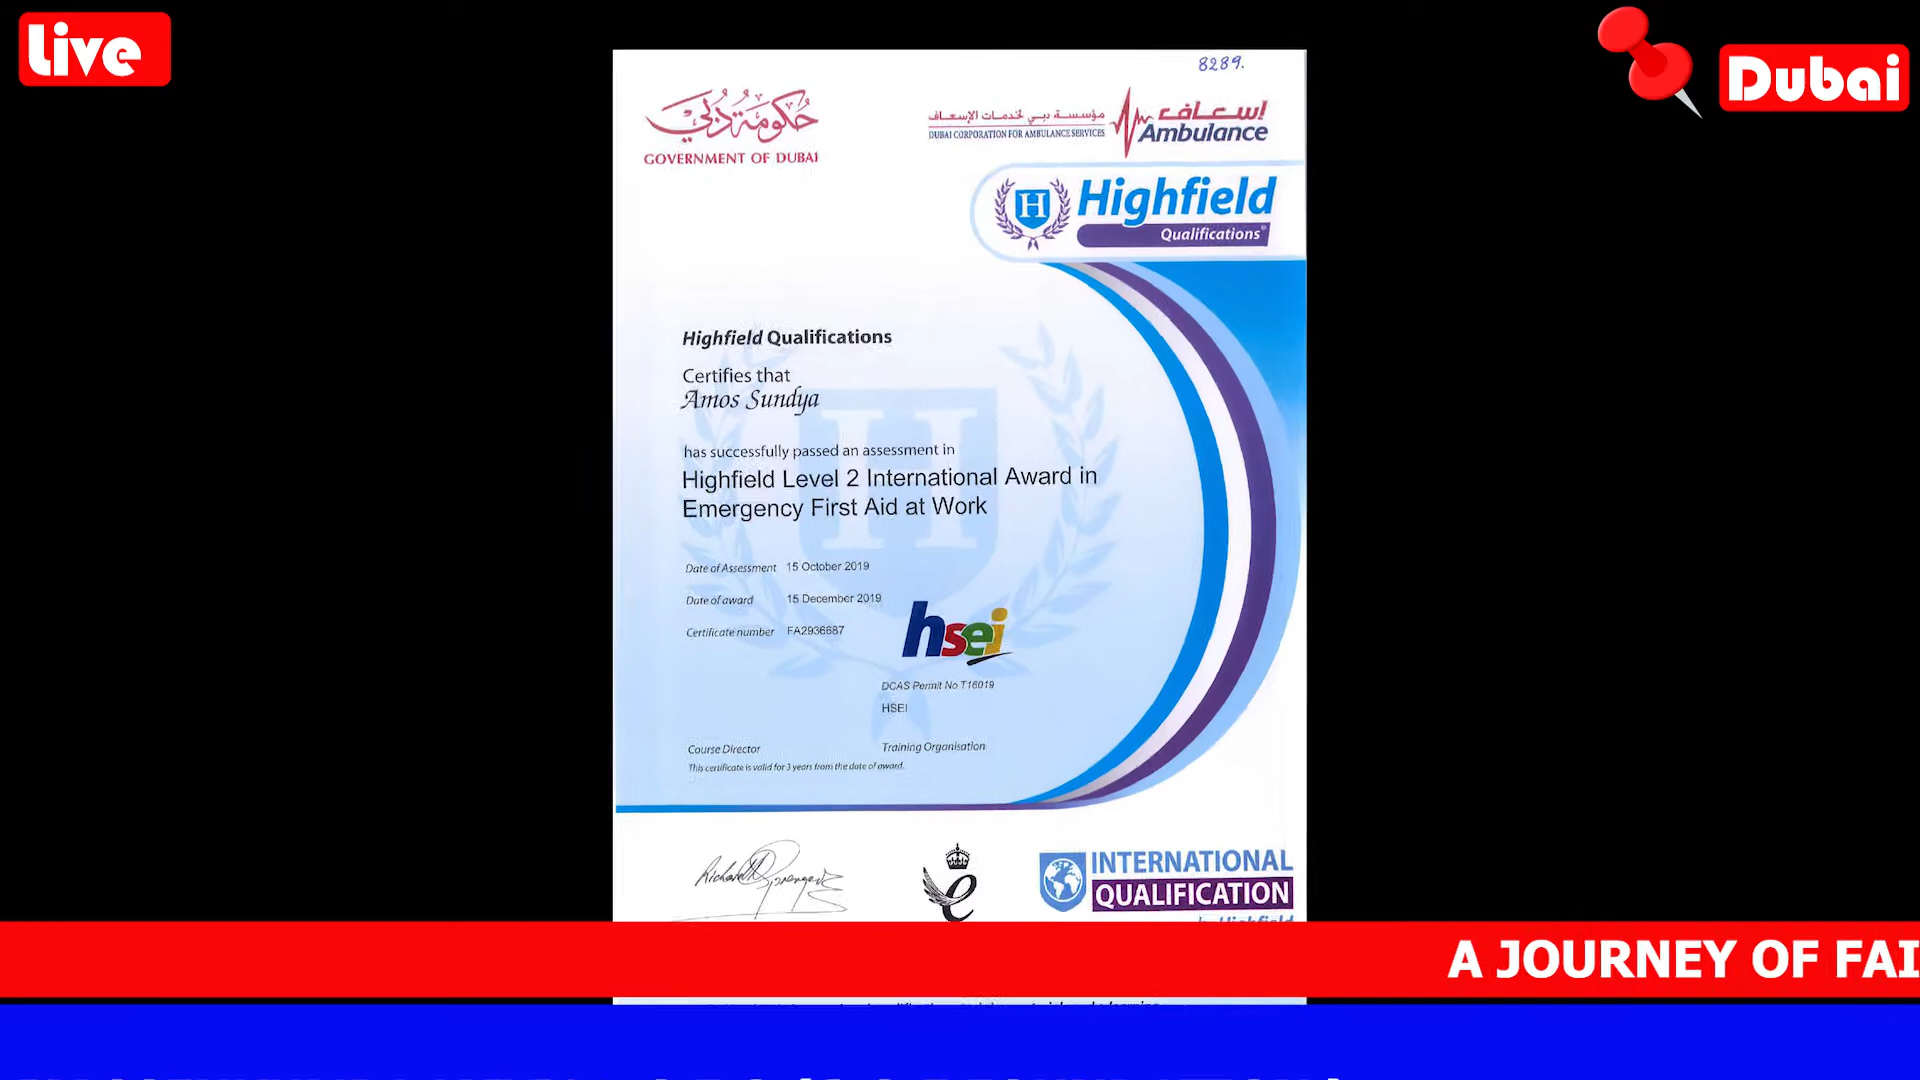 Live
Dubai
8289.
حكومة دبي
GOVERNMENT OF DUBAI
مؤسسة دبي لخدمات الإسعاف
DUBAI CORPORATION FOR AMBULANCE SERVICES
إسعاف
Ambulance
H
Highfield
Qualifications®
Highfield Qualifications
Certifies that
Amos Sundya
has successfully passed an assessment in
Highfield Level 2 International Award in
Emergency First Aid at Work
Date of Assessment 15 October 2019
Date of award 15 December 2019
Certificate number FA2936687
hsei
DCAS Permit No T16019
HSEI
Course Director
Training Organisation
This certificate is valid for 3 years from the date of award.
INTERNATIONAL
QUALIFICATION
A JOURNEY OF FAI